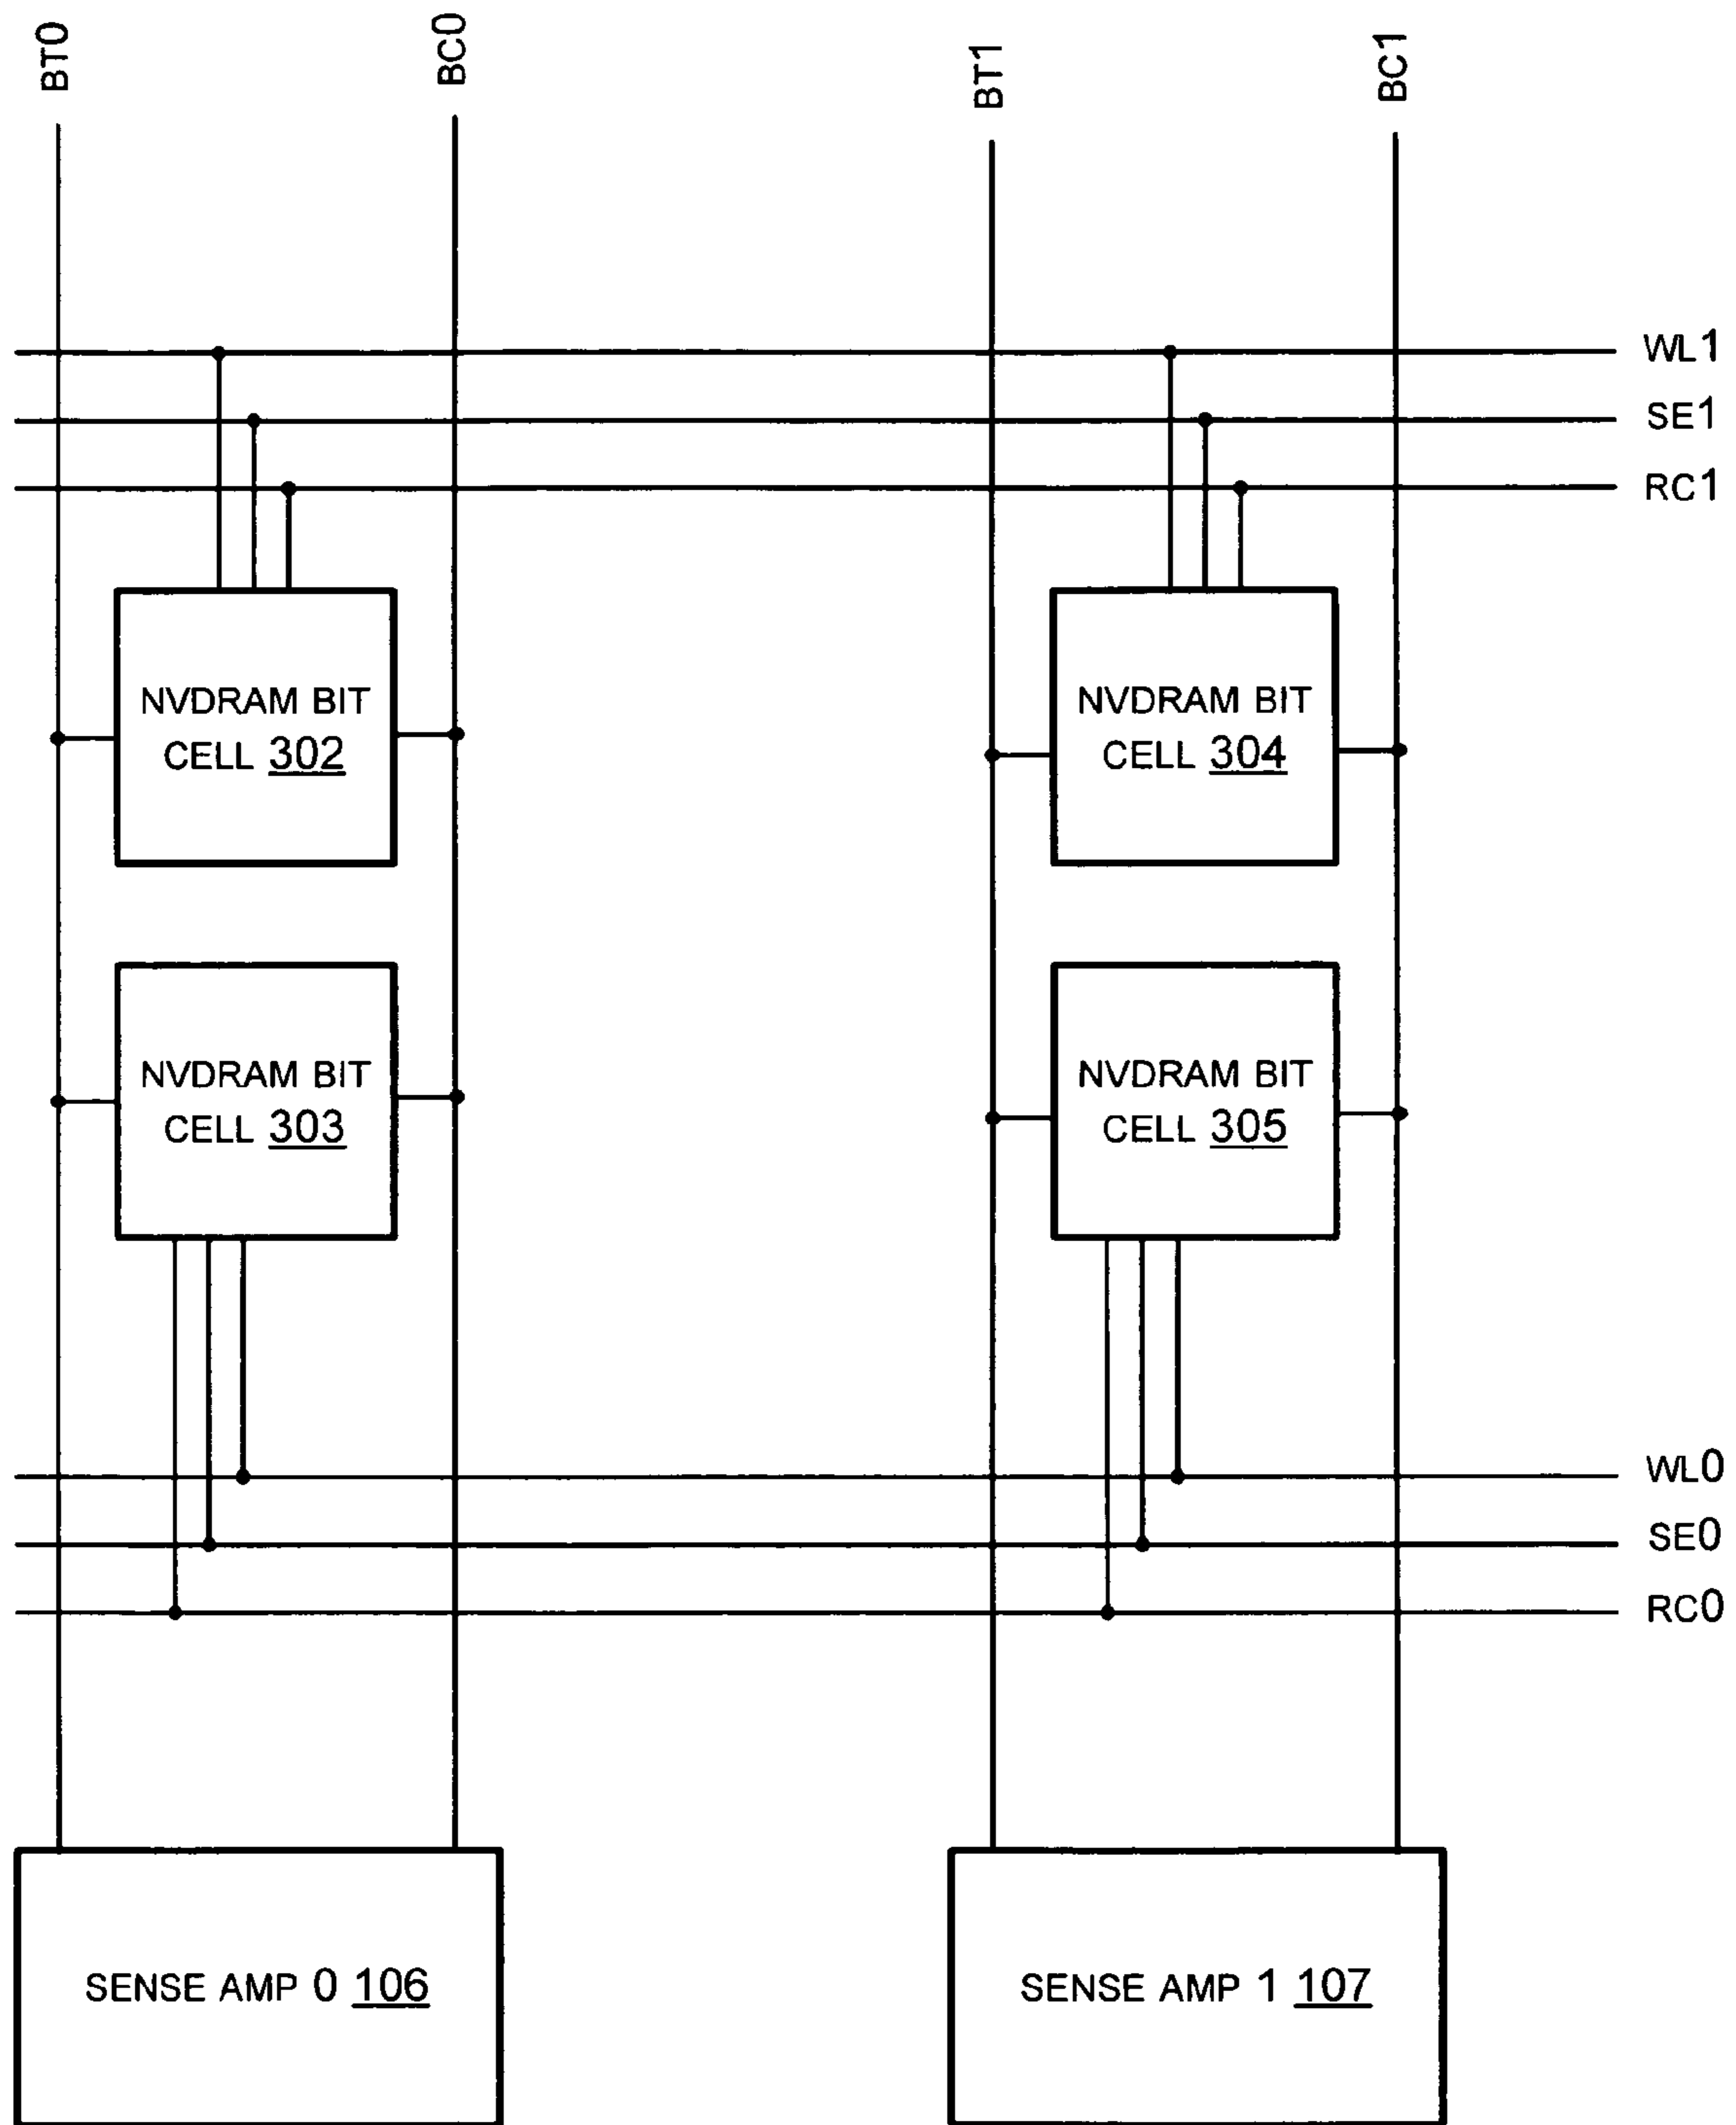 BT0
BC0
BT1
BC1
WL1
SE1
RC1
NVDRAM BIT
CELL 302
NVDRAM BIT
CELL 304
NVDRAM BIT
CELL 303
NVDRAM BIT
CELL 305
WL0
SE0
RC0
SENSE AMP 0 106
SENSE AMP 1 107